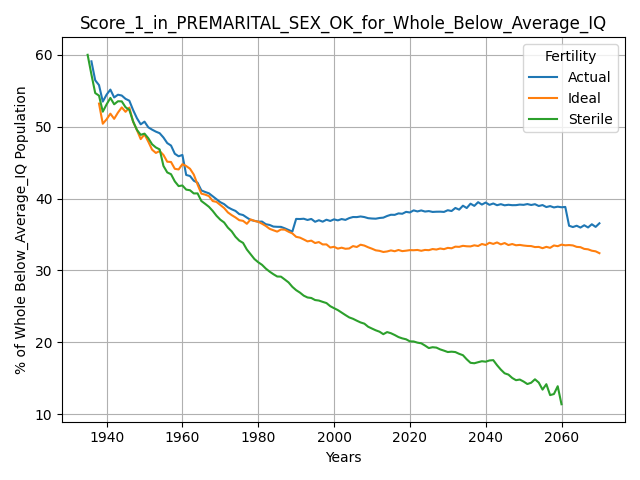 Score_1_in_PREMARITAL_SEX_OK_for_Whole_Below_Average_IQ
% of Whole Below_Average_IQ Population
60
50
40
30
20
10
Fertility
Actual
Ideal
Sterile
1940
1960
1980
2000
2020
2040
2060
Years